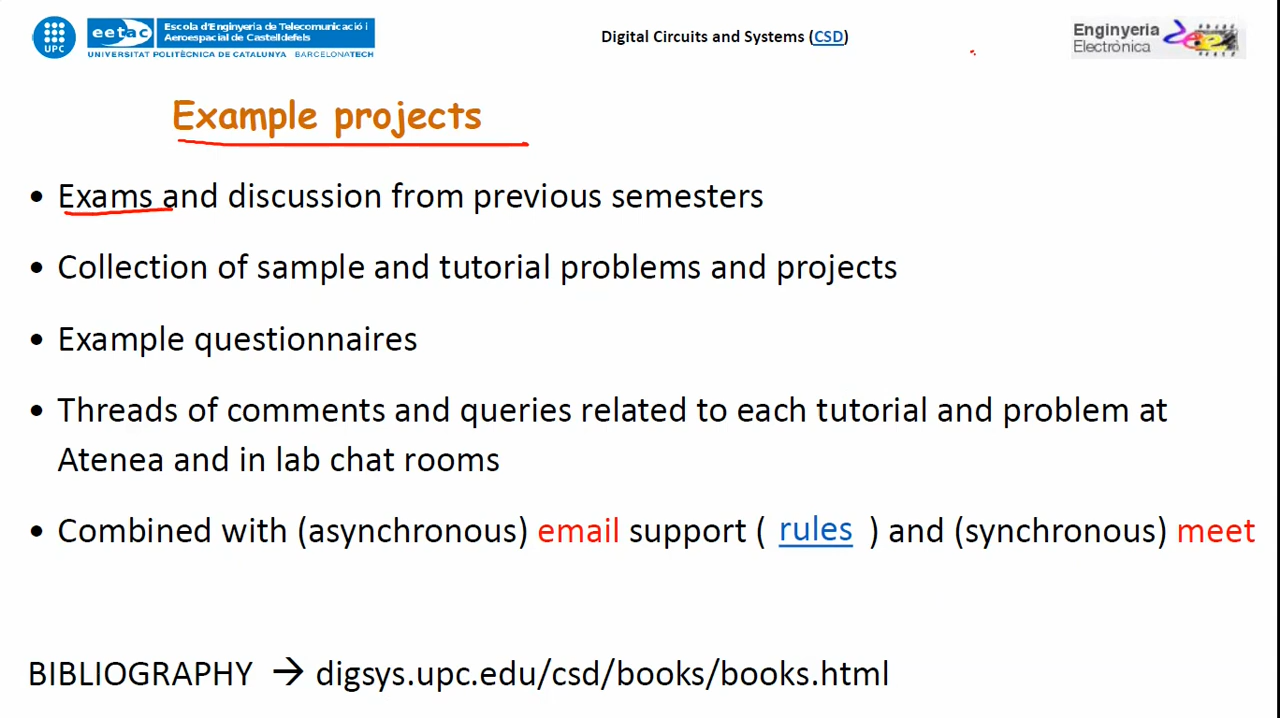 UPC
eetac
Escola d'Enginyeria de Telecomunicació i
Aeroespacial de Castelldefels
UNIVERSITAT POLITÈCNICA DE CATALUNYA BARCELONATECH
Digital Circuits and Systems (CSD)
Enginyeria
Electrònica
Example projects
• Exams and discussion from previous semesters
• Collection of sample and tutorial problems and projects
• Example questionnaires
• Threads of comments and queries related to each tutorial and problem at
Atenea and in lab chat rooms
• Combined with (asynchronous) email support ( rules ) and (synchronous) meet
BIBLIOGRAPHY → digsys.upc.edu/csd/books/books.html